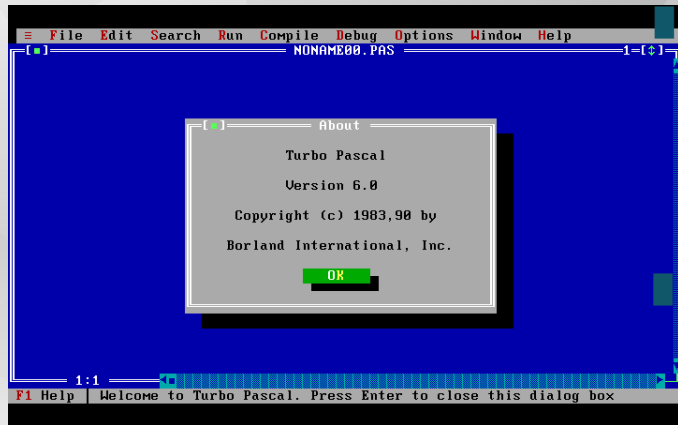 ≡ File Edit Search Run Compile Debug Options Window Help
[■] NONAME00.PAS 1=[↕]
[■] About
Turbo Pascal
Version 6.0
Copyright (c) 1983,90 by
Borland International, Inc.
OK
1:1
F1 Help | Welcome to Turbo Pascal. Press Enter to close this dialog box